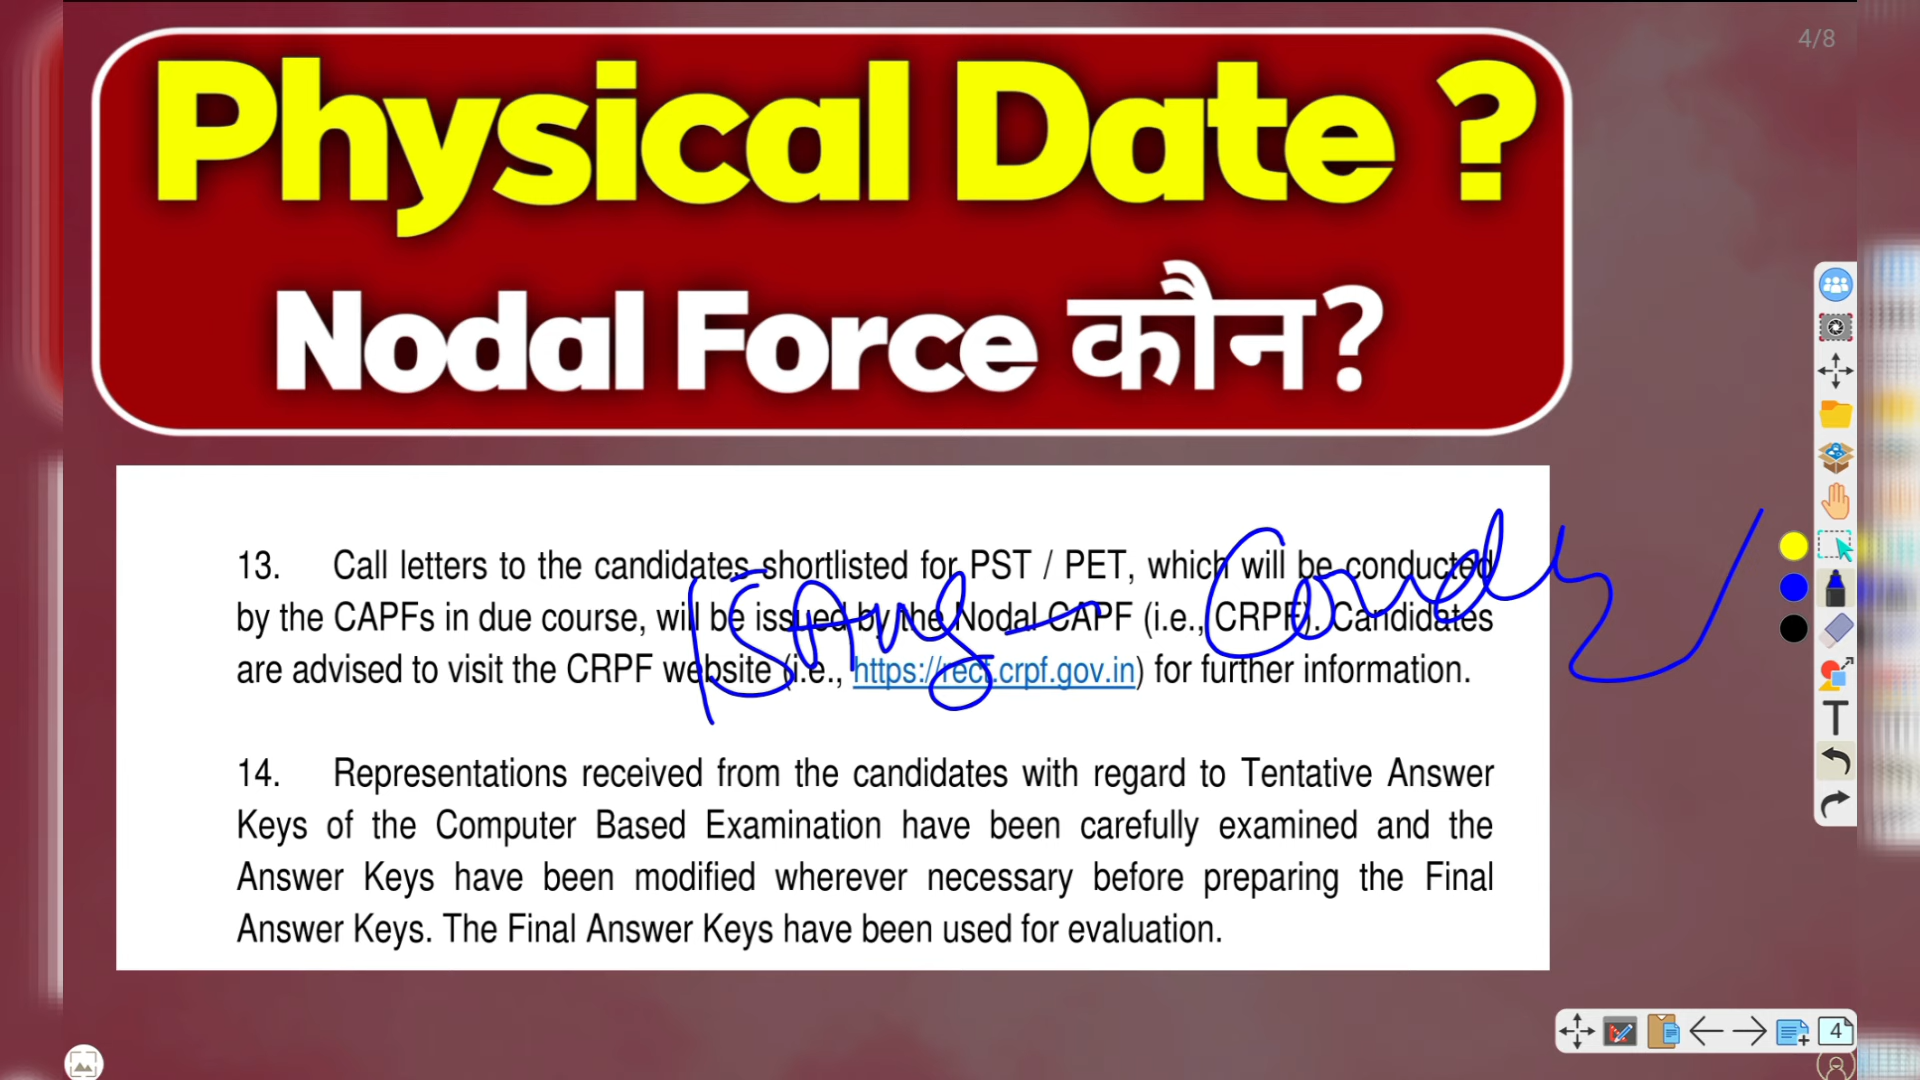 4/8
Physical Date ?
Nodal Force कौन?
13. Call letters to the candidates shortlisted for PST / PET, which will be conducted
by the CAPFs in due course, will be issued by the Nodal CAPF (i.e., CRPF). Candidates
are advised to visit the CRPF website (i.e., https://rect.crpf.gov.in) for further information.
15 Aug -
14. Representations received from the candidates with regard to Tentative Answer
Keys of the Computer Based Examination have been carefully examined and the
Answer Keys have been modified wherever necessary before preparing the Final
Answer Keys. The Final Answer Keys have been used for evaluation.
T
4